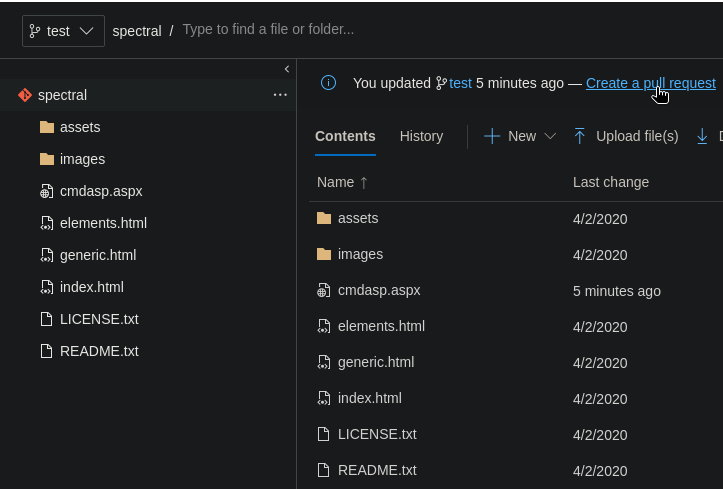 test spectral / Type to find a file or folder...
spectral
assets
images
cmdasp.aspx
elements.html
generic.html
index.html
LICENSE.txt
README.txt
You updated test 5 minutes ago — Create a pull request
Contents History New Upload file(s)
Name ↑ Last change
assets 4/2/2020
images 4/2/2020
cmdasp.aspx 5 minutes ago
elements.html 4/2/2020
generic.html 4/2/2020
index.html 4/2/2020
LICENSE.txt 4/2/2020
README.txt 4/2/2020